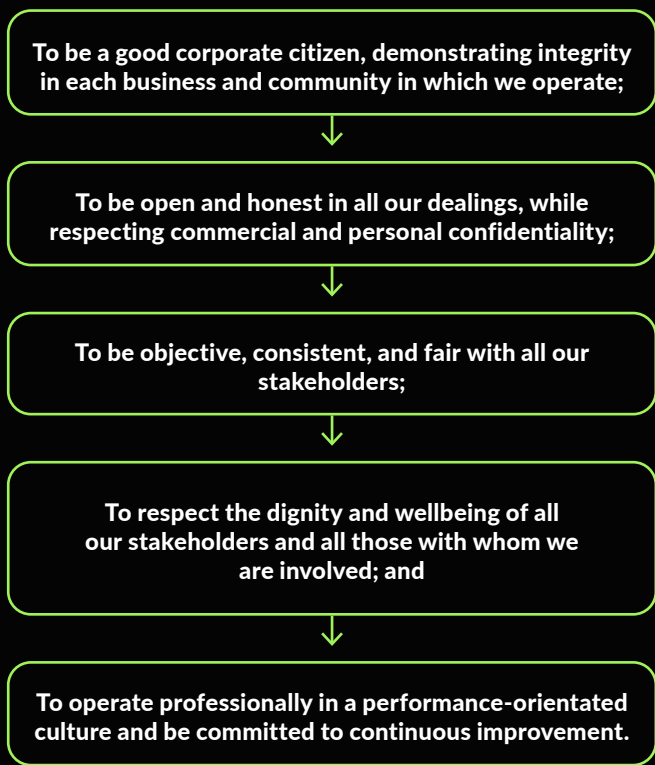 To be a good corporate citizen, demonstrating integrity
in each business and community in which we operate;
To be open and honest in all our dealings, while
respecting commercial and personal confidentiality;
To be objective, consistent, and fair with all our
stakeholders;
To respect the dignity and wellbeing of all
our stakeholders and all those with whom we
are involved; and
To operate professionally in a performance-orientated
culture and be committed to continuous improvement.